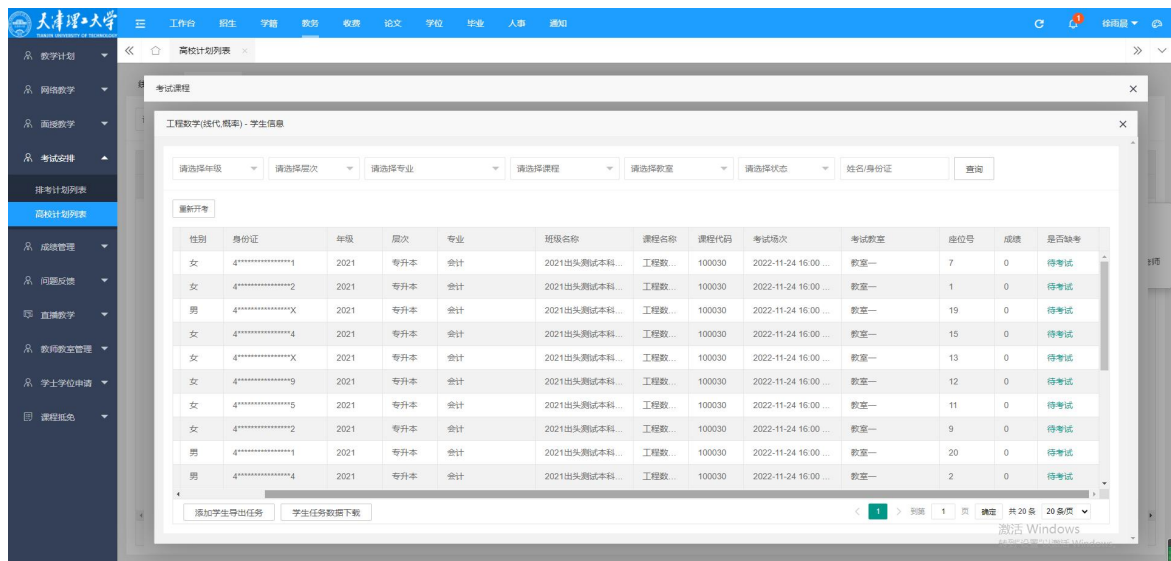 天津理工大学
TIANJIN UNIVERSITY OF TECHNOLOGY
工作台 招生 学籍 教务 收费 论文 学位 毕业 人事 通知
1
徐雨晨
教学计划
网络教学
面授教学
考试安排
排考计划列表
高校计划列表
成绩管理
问题反馈
直播教学
教师教室管理
学士学位申请
课程抵免
高校计划列表 ×
考试课程
工程数学(线代,概率) - 学生信息
请选择年级 请选择层次 请选择专业 请选择课程 请选择教室 请选择状态 姓名/身份证 查询
重新开考
性别 身份证 年级 层次 专业 班级名称 课程名称 课程代码 考试场次 考试教室 座位号 成绩 是否缺考
女 4****************1 2021 专升本 会计 2021出头测试本科... 工程数... 100030 2022-11-24 16:00 ... 教室一 7 0 待考试
女 4****************2 2021 专升本 会计 2021出头测试本科... 工程数... 100030 2022-11-24 16:00 ... 教室一 1 0 待考试
男 4****************X 2021 专升本 会计 2021出头测试本科... 工程数... 100030 2022-11-24 16:00 ... 教室一 19 0 待考试
女 4****************4 2021 专升本 会计 2021出头测试本科... 工程数... 100030 2022-11-24 16:00 ... 教室一 15 0 待考试
女 4****************X 2021 专升本 会计 2021出头测试本科... 工程数... 100030 2022-11-24 16:00 ... 教室一 13 0 待考试
女 4****************9 2021 专升本 会计 2021出头测试本科... 工程数... 100030 2022-11-24 16:00 ... 教室一 12 0 待考试
女 4****************5 2021 专升本 会计 2021出头测试本科... 工程数... 100030 2022-11-24 16:00 ... 教室一 11 0 待考试
女 4****************2 2021 专升本 会计 2021出头测试本科... 工程数... 100030 2022-11-24 16:00 ... 教室一 9 0 待考试
男 4****************1 2021 专升本 会计 2021出头测试本科... 工程数... 100030 2022-11-24 16:00 ... 教室一 20 0 待考试
男 4****************4 2021 专升本 会计 2021出头测试本科... 工程数... 100030 2022-11-24 16:00 ... 教室一 2 0 待考试
添加学生导出任务 学生任务数据下载
1 到第 1 页 确定 共 20 条 20 条/页
激活 Windows